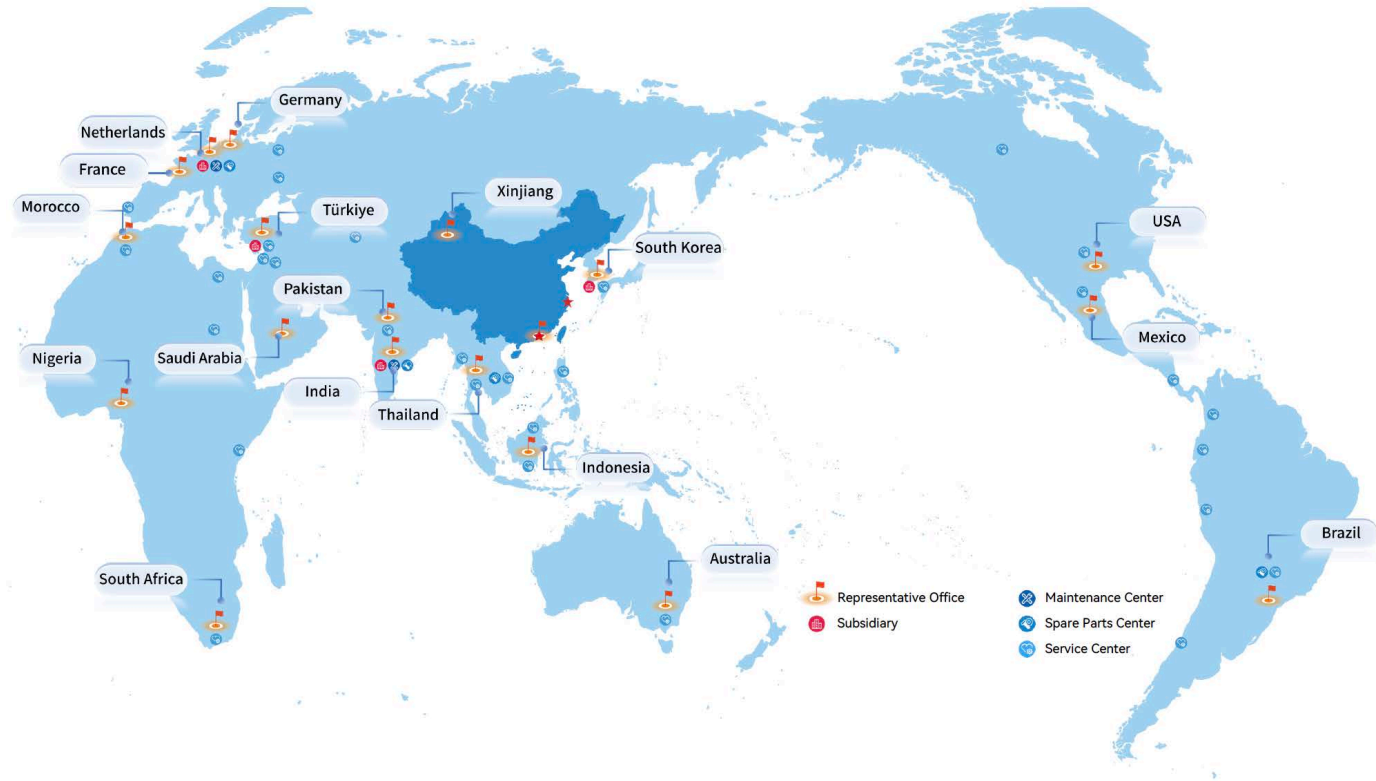 Germany
Netherlands
France
Morocco
Türkiye
Xinjiang
South Korea
USA
Pakistan
Mexico
Nigeria
Saudi Arabia
India
Thailand
Indonesia
Brazil
South Africa
Australia
Representative Office
Subsidiary
Maintenance Center
Spare Parts Center
Service Center